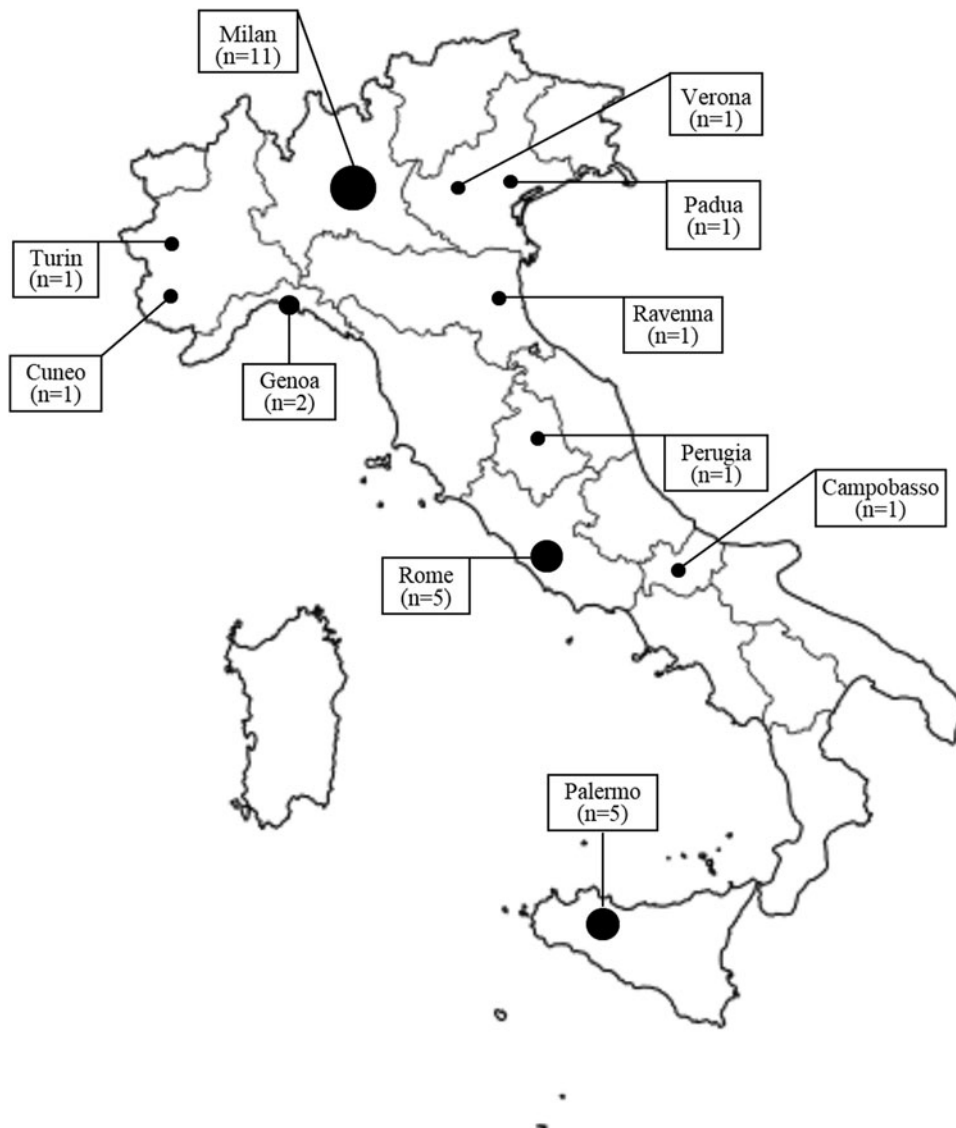 Milan
(n=11)
Verona
(n=1)
Padua
(n=1)
Turin
(n=1)
Ravenna
(n=1)
Cuneo
(n=1)
Genoa
(n=2)
Perugia
(n=1)
Campobasso
(n=1)
Rome
(n=5)
Palermo
(n=5)